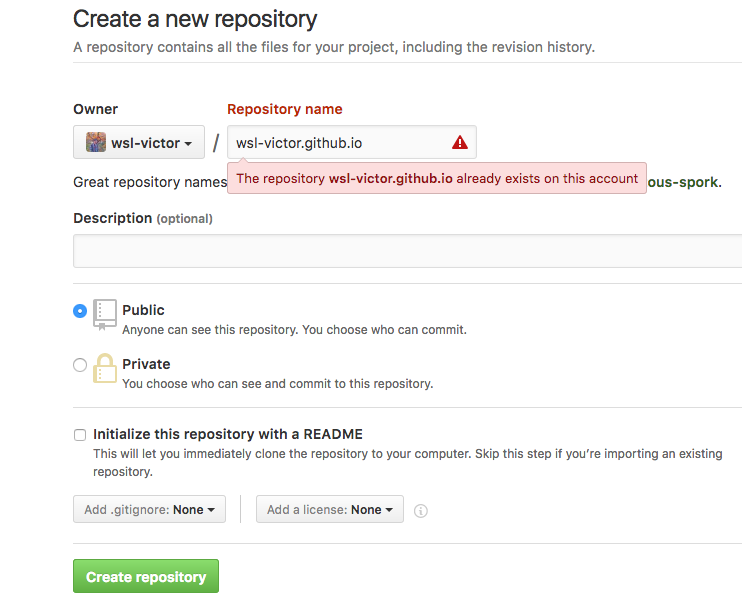 Create a new repository
A repository contains all the files for your project, including the revision history.
Owner
Repository name
wsl-victor / wsl-victor.github.io
The repository wsl-victor.github.io already exists on this account
Great repository names ous-spork.
Description (optional)
Public
Anyone can see this repository. You choose who can commit.
Private
You choose who can see and commit to this repository.
Initialize this repository with a README
This will let you immediately clone the repository to your computer. Skip this step if you’re importing an existing
repository.
Add .gitignore: None
Add a license: None
Create repository